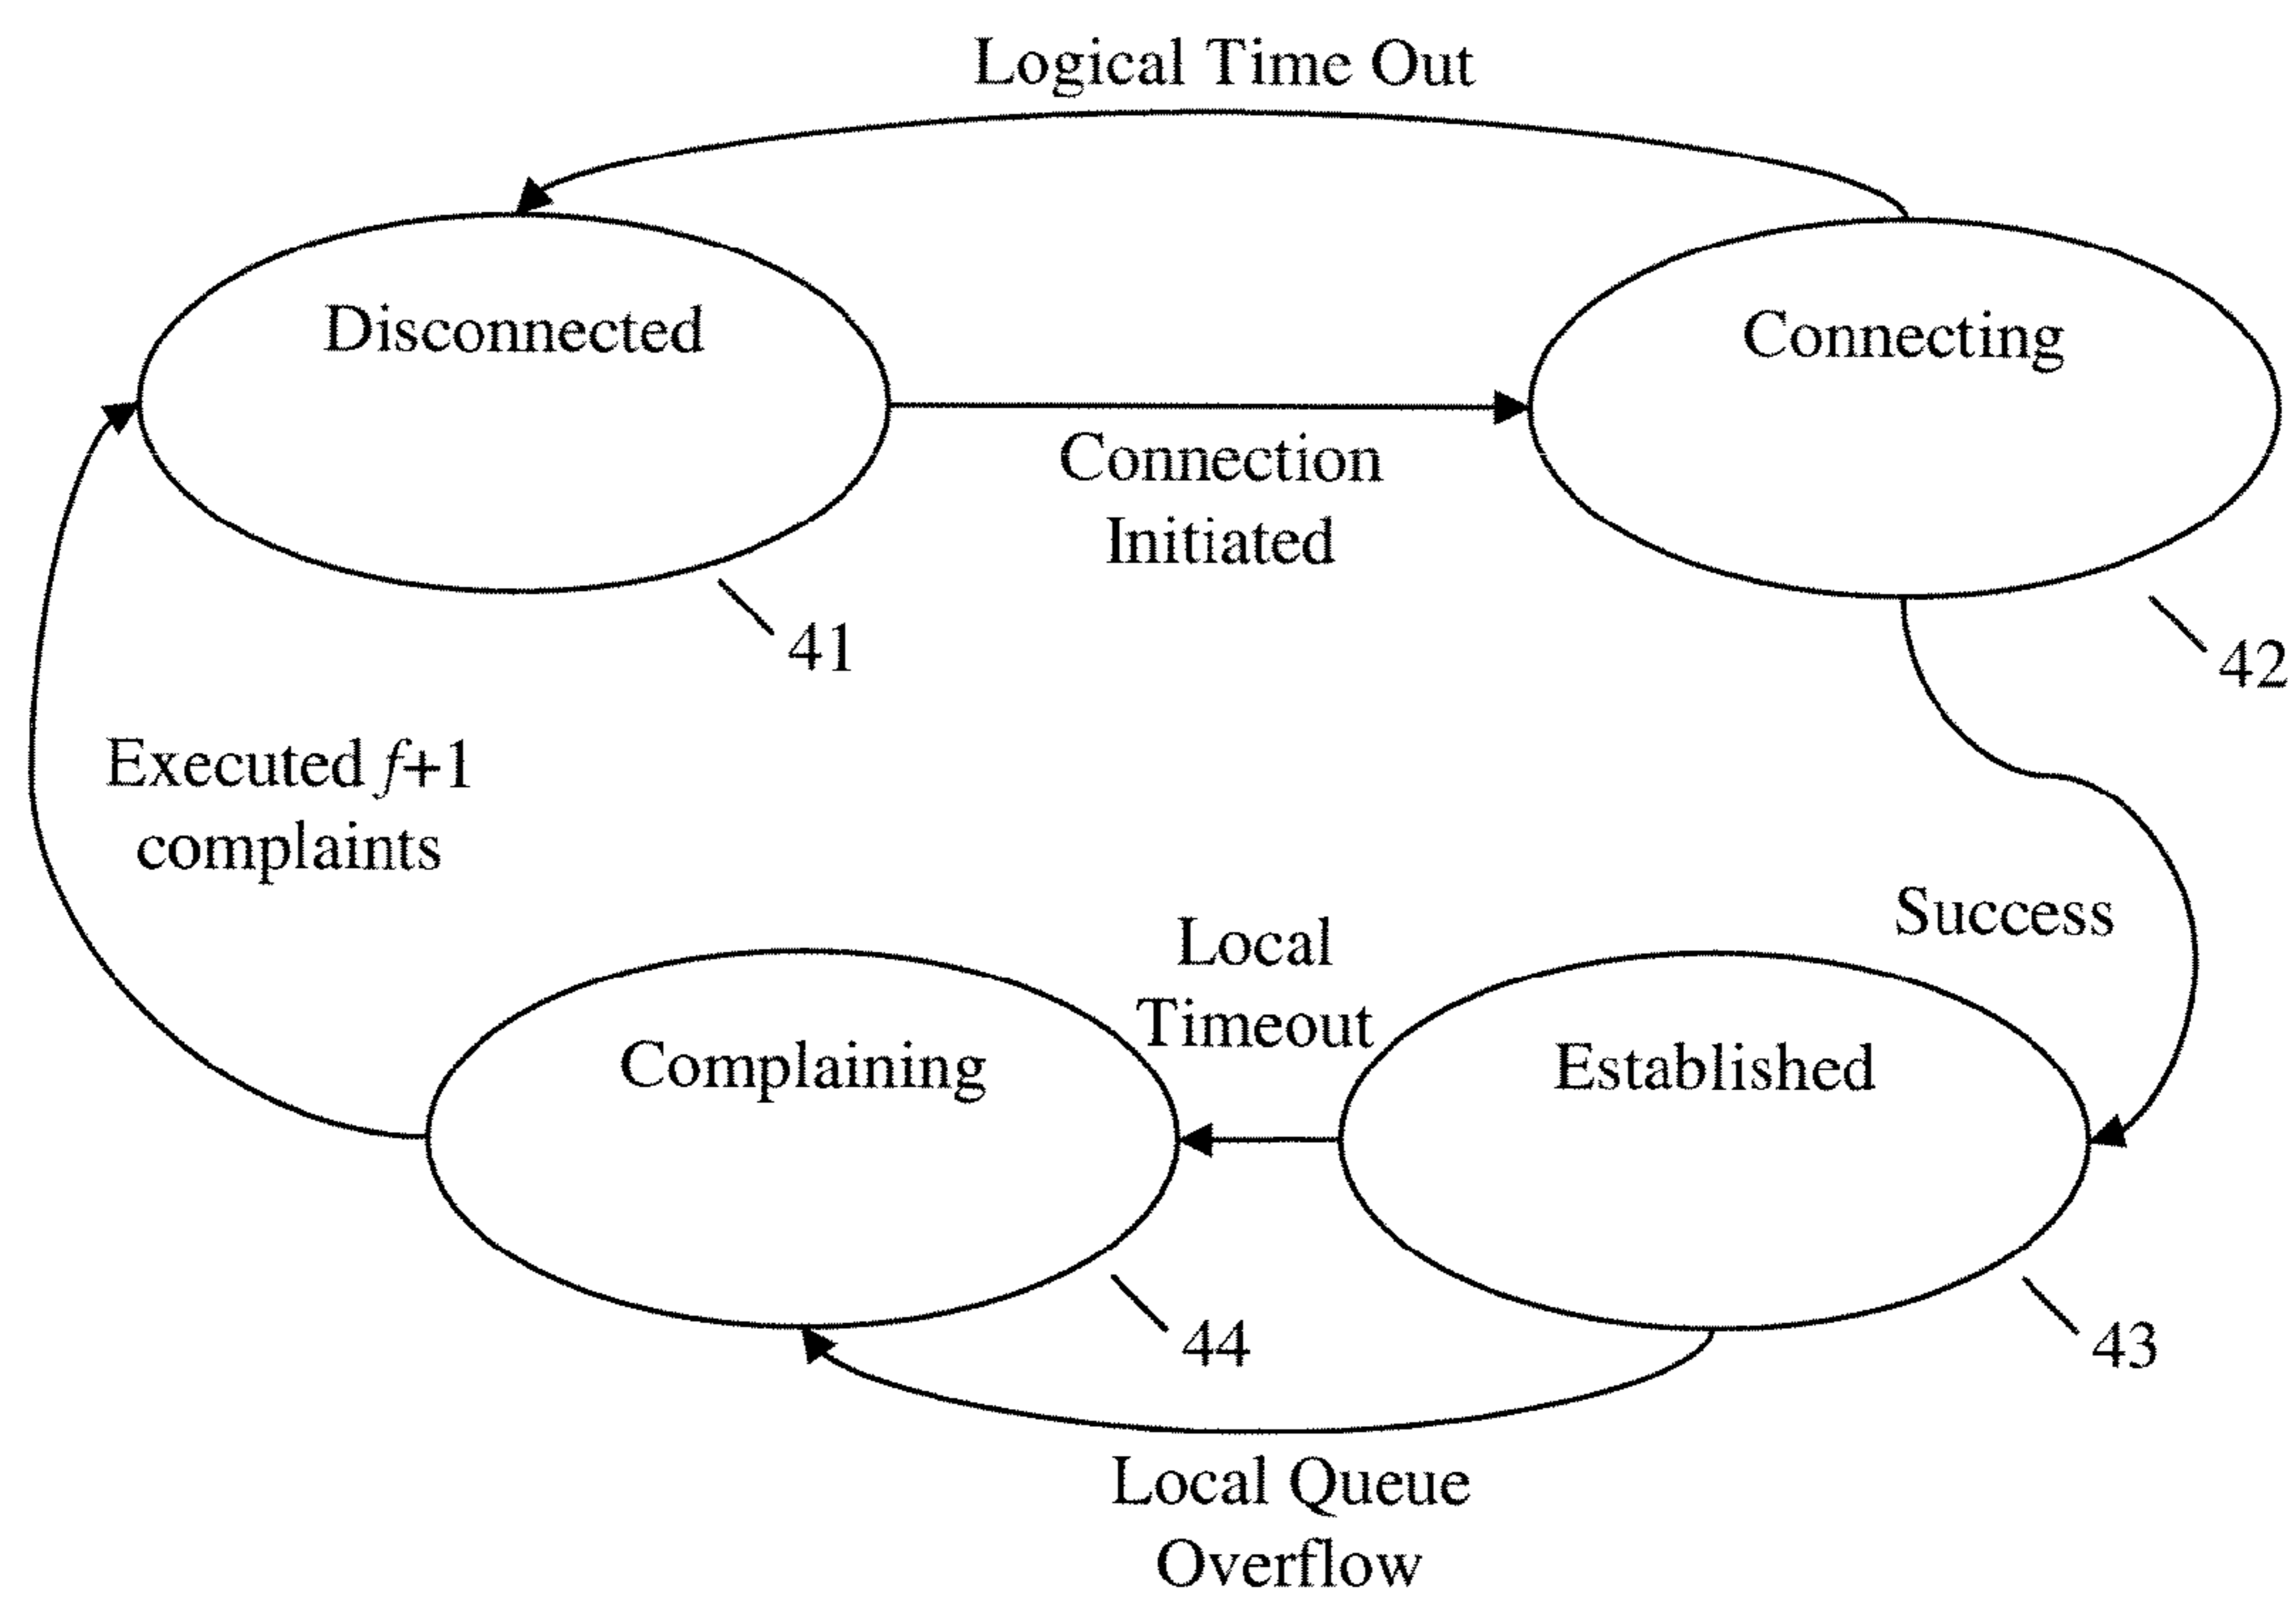 Logical Time Out
Disconnected
Connecting
Connection
Initiated
41
42
Executed f+1
complaints
Success
Local
Timeout
Complaining
Established
44
43
Local Queue
Overflow